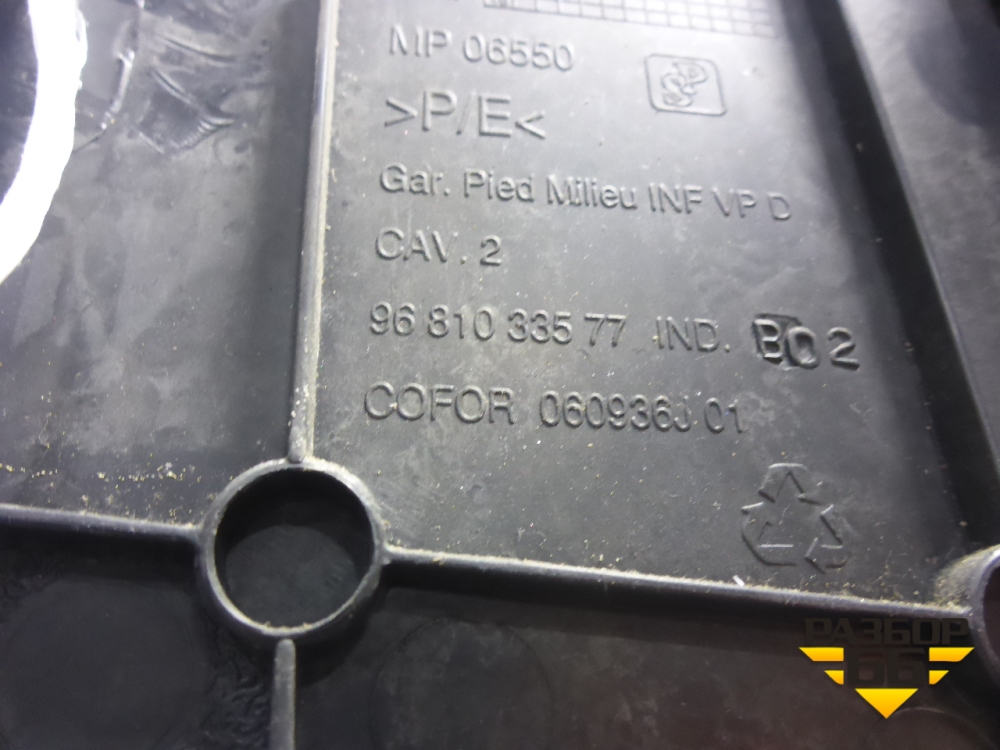 MP 06550
>P/E<
Gar. Pied Milieu INF VP D
CAV. 2
96 810 335 77 IND. B02
COFOR 060936J 01
РАЗБОР
66